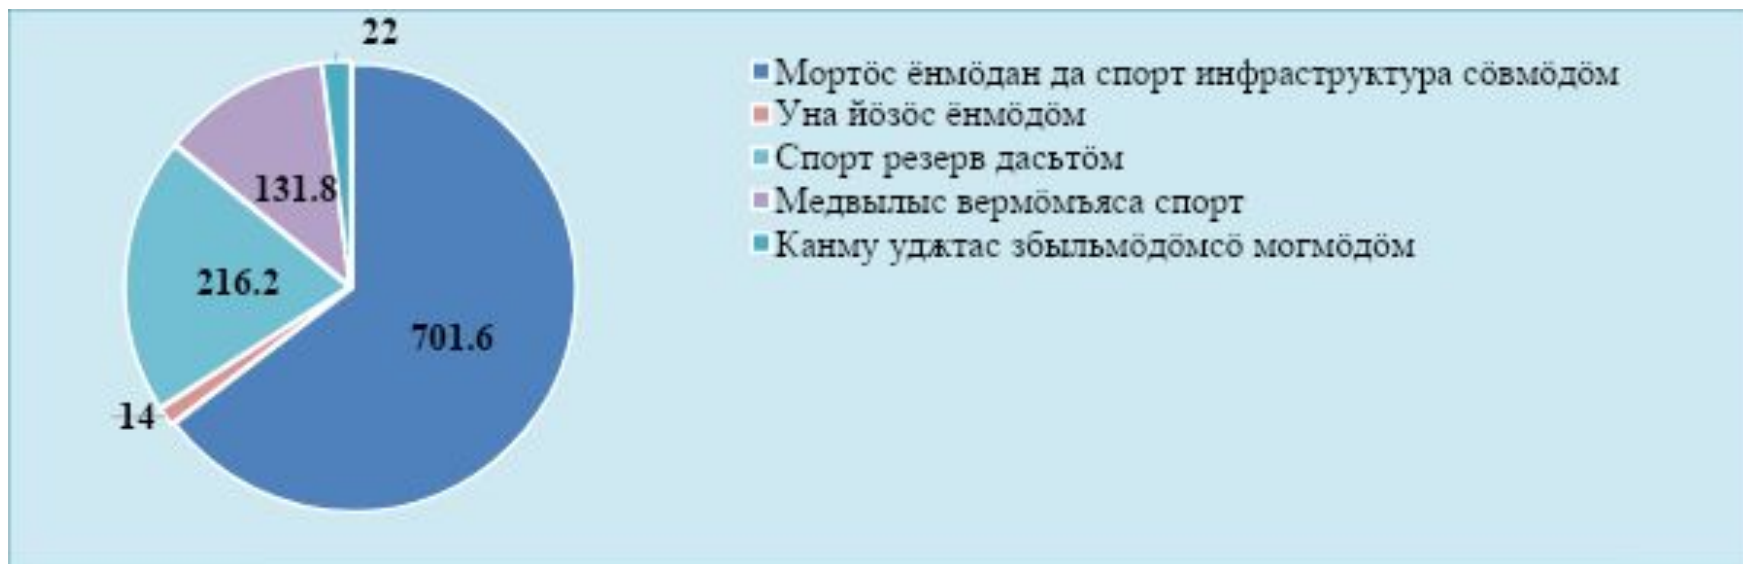 22
131.8
216.2
701.6
14
Мортӧс ёнмӧдан да спорт инфраструктура сӧвмӧдӧм
Уна йӧзӧс ёнмӧдӧм
Спорт резерв дасьтӧм
Медвылыс вермӧмъяса спорт
Канму уджтас збыльмӧдӧмсӧ могмӧдӧм